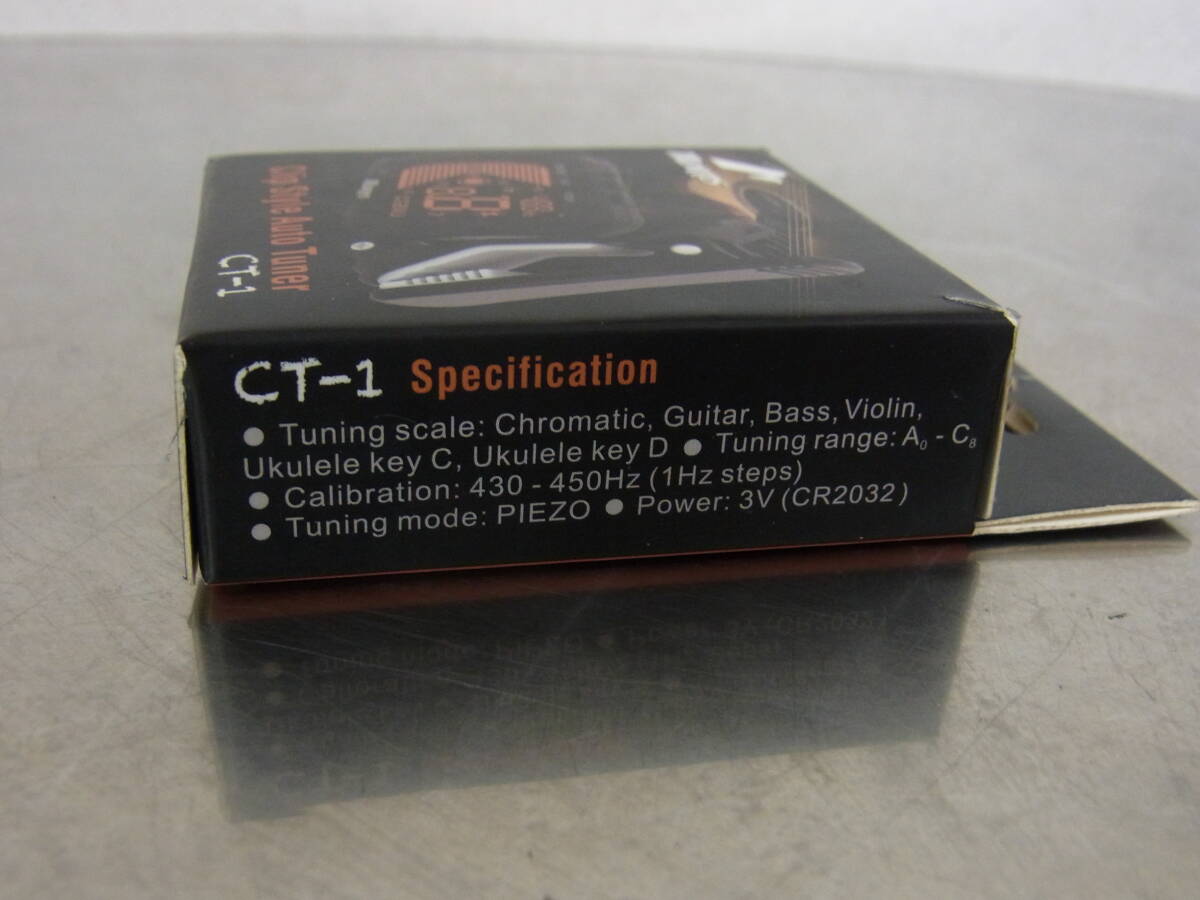 Clip Style Auto Tuner
CT-1
CT-1 Specification
● Tuning scale: Chromatic, Guitar, Bass, Violin,
Ukulele key C, Ukulele key D ● Tuning range: A₀ - C₈
● Calibration: 430 - 450Hz (1Hz steps)
● Tuning mode: PIEZO ● Power: 3V (CR2032)